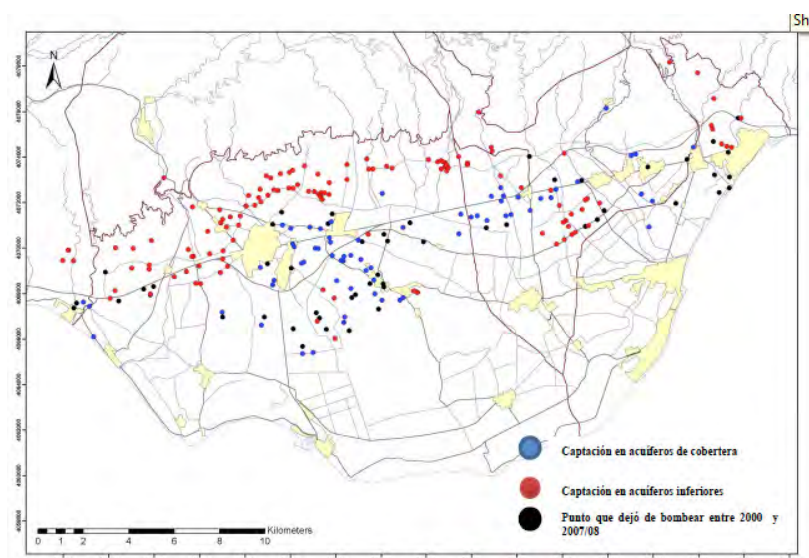 Sh
N
Captación en acuíferos de cobertera
Captación en acuíferos inferiores
Punto que dejó de bombear entre 2000 y
2007/08
Kilometers
0 1 2 4 6 8 10